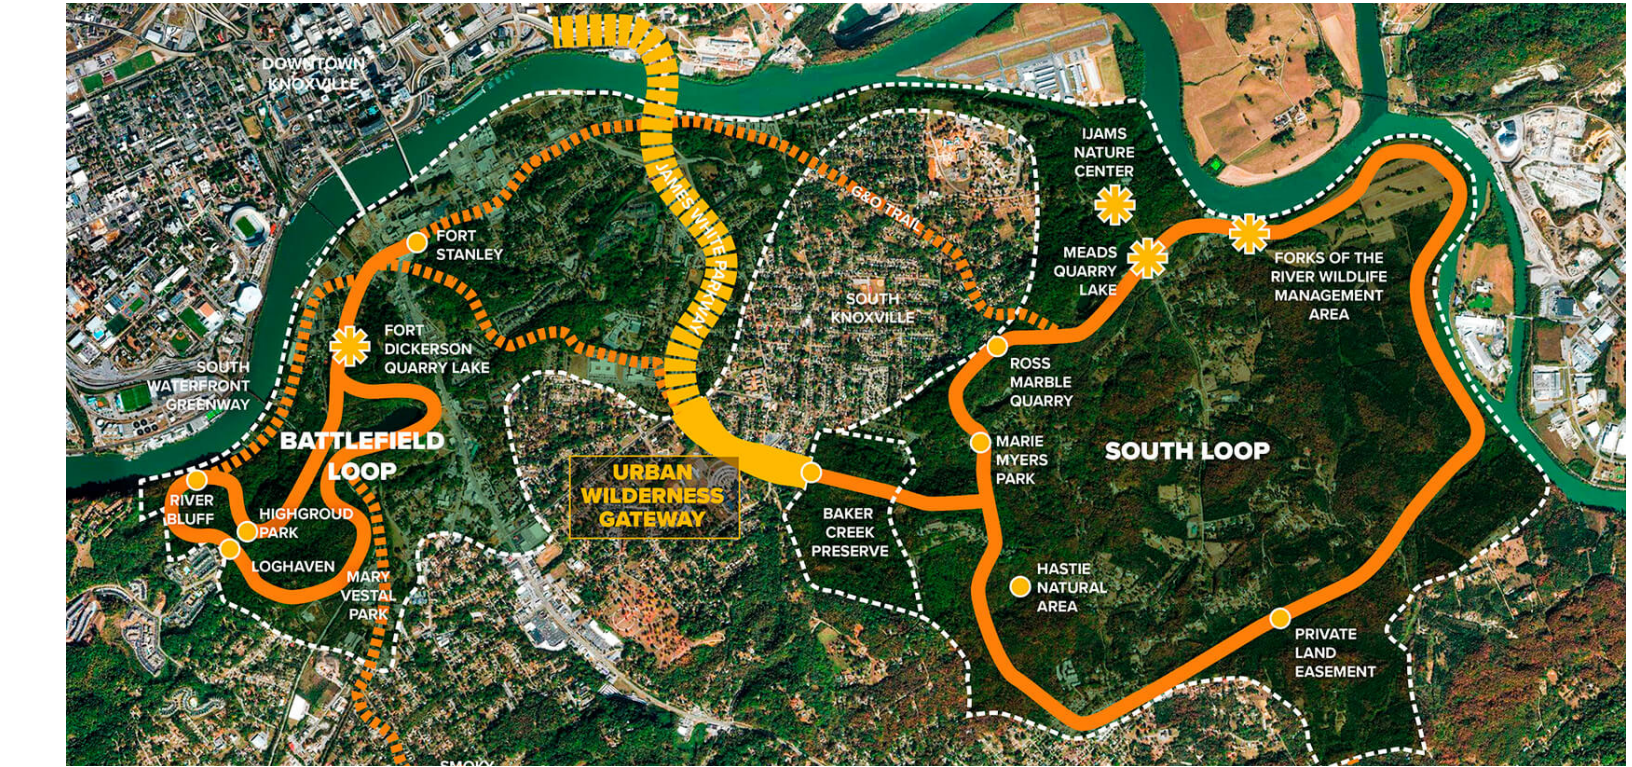 DOWNTOWN
KNOXVILLE
IJAMS
NATURE
CENTER
JAMES WHITE PARKWAY
G&O TRAIL
FORT
STANLEY
MEADS
QUARRY
LAKE
FORKS OF THE
RIVER WILDLIFE
MANAGEMENT
AREA
SOUTH
KNOXVILLE
FORT
DICKERSON
QUARRY LAKE
SOUTH
WATERFRONT
GREENWAY
ROSS
MARBLE
QUARRY
BATTLEFIELD
LOOP
MARIE
MYERS
PARK
SOUTH LOOP
URBAN
WILDERNESS
GATEWAY
RIVER
BLUFF
HIGHGROUD
PARK
BAKER
CREEK
PRESERVE
LOGHAVEN
MARY
VESTAL
PARK
HASTIE
NATURAL
AREA
PRIVATE
LAND
EASEMENT
SMOKY